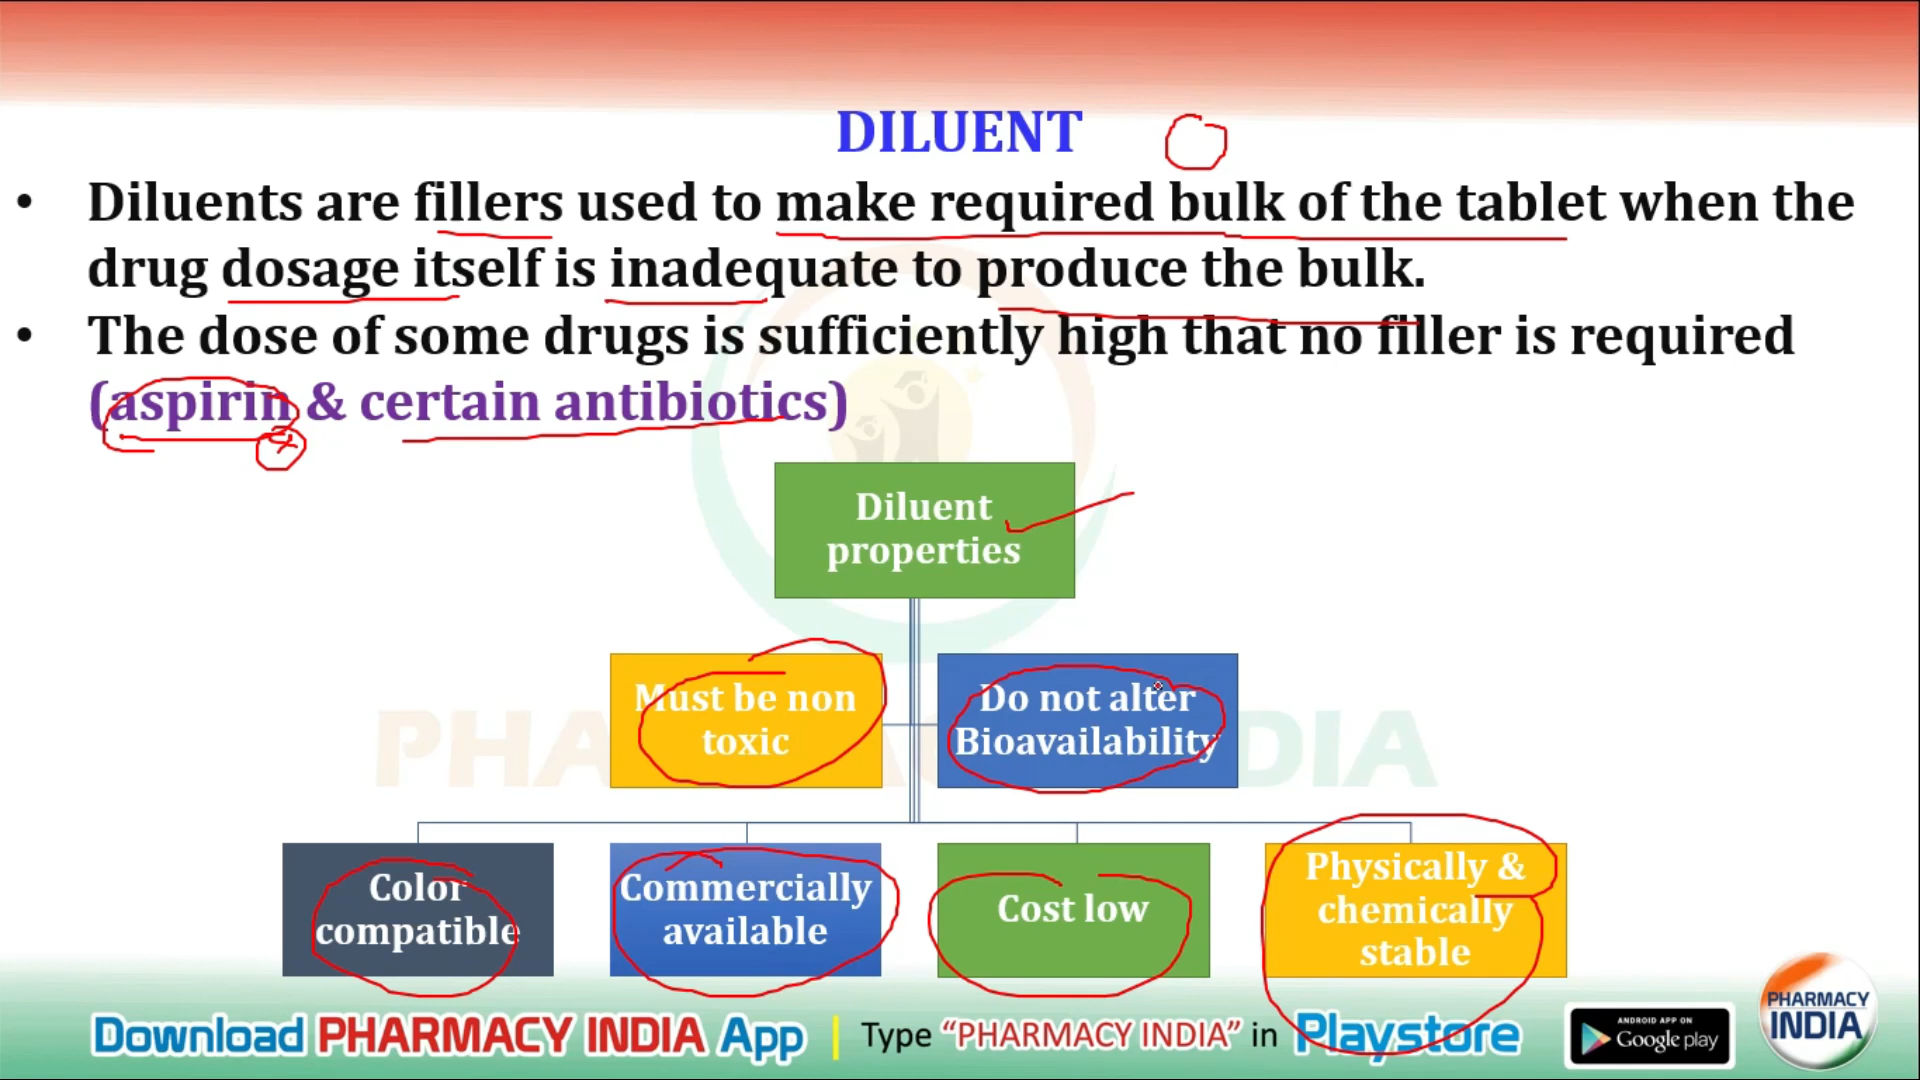 DILUENT
• Diluents are fillers used to make required bulk of the tablet when the
drug dosage itself is inadequate to produce the bulk.
• The dose of some drugs is sufficiently high that no filler is required
(aspirin & certain antibiotics)
Diluent
properties
Must be non
toxic
Do not alter
Bioavailability
PHARMACY INDIA
Color
compatible
Commercially
available
Cost low
Physically &
chemically
stable
Download PHARMACY INDIA App | Type “PHARMACY INDIA” in Playstore
ANDROID APP ON
Google play
PHARMACY
INDIA